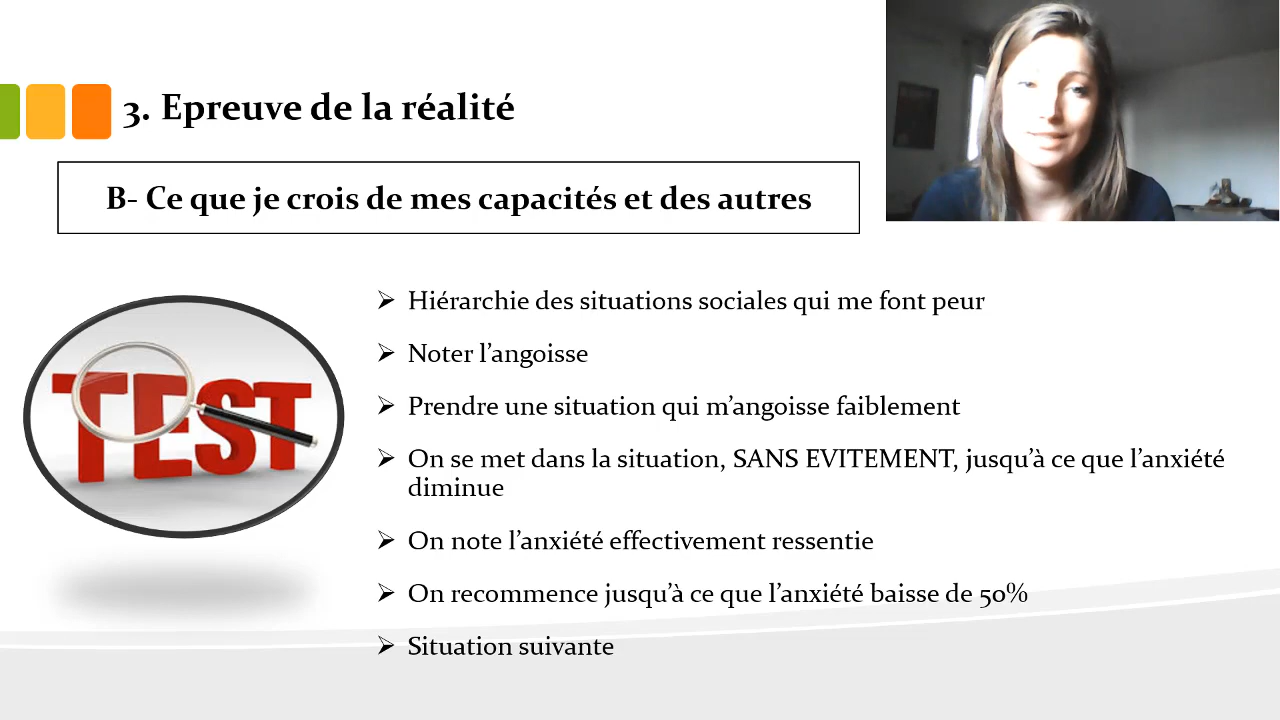 3. Epreuve de la réalité
B- Ce que je crois de mes capacités et des autres
TEST
➢ Hiérarchie des situations sociales qui me font peur
➢ Noter l’angoisse
➢ Prendre une situation qui m’angoisse faiblement
➢ On se met dans la situation, SANS EVITEMENT, jusqu’à ce que l’anxiété
diminue
➢ On note l’anxiété effectivement ressentie
➢ On recommence jusqu’à ce que l’anxiété baisse de 50%
➢ Situation suivante